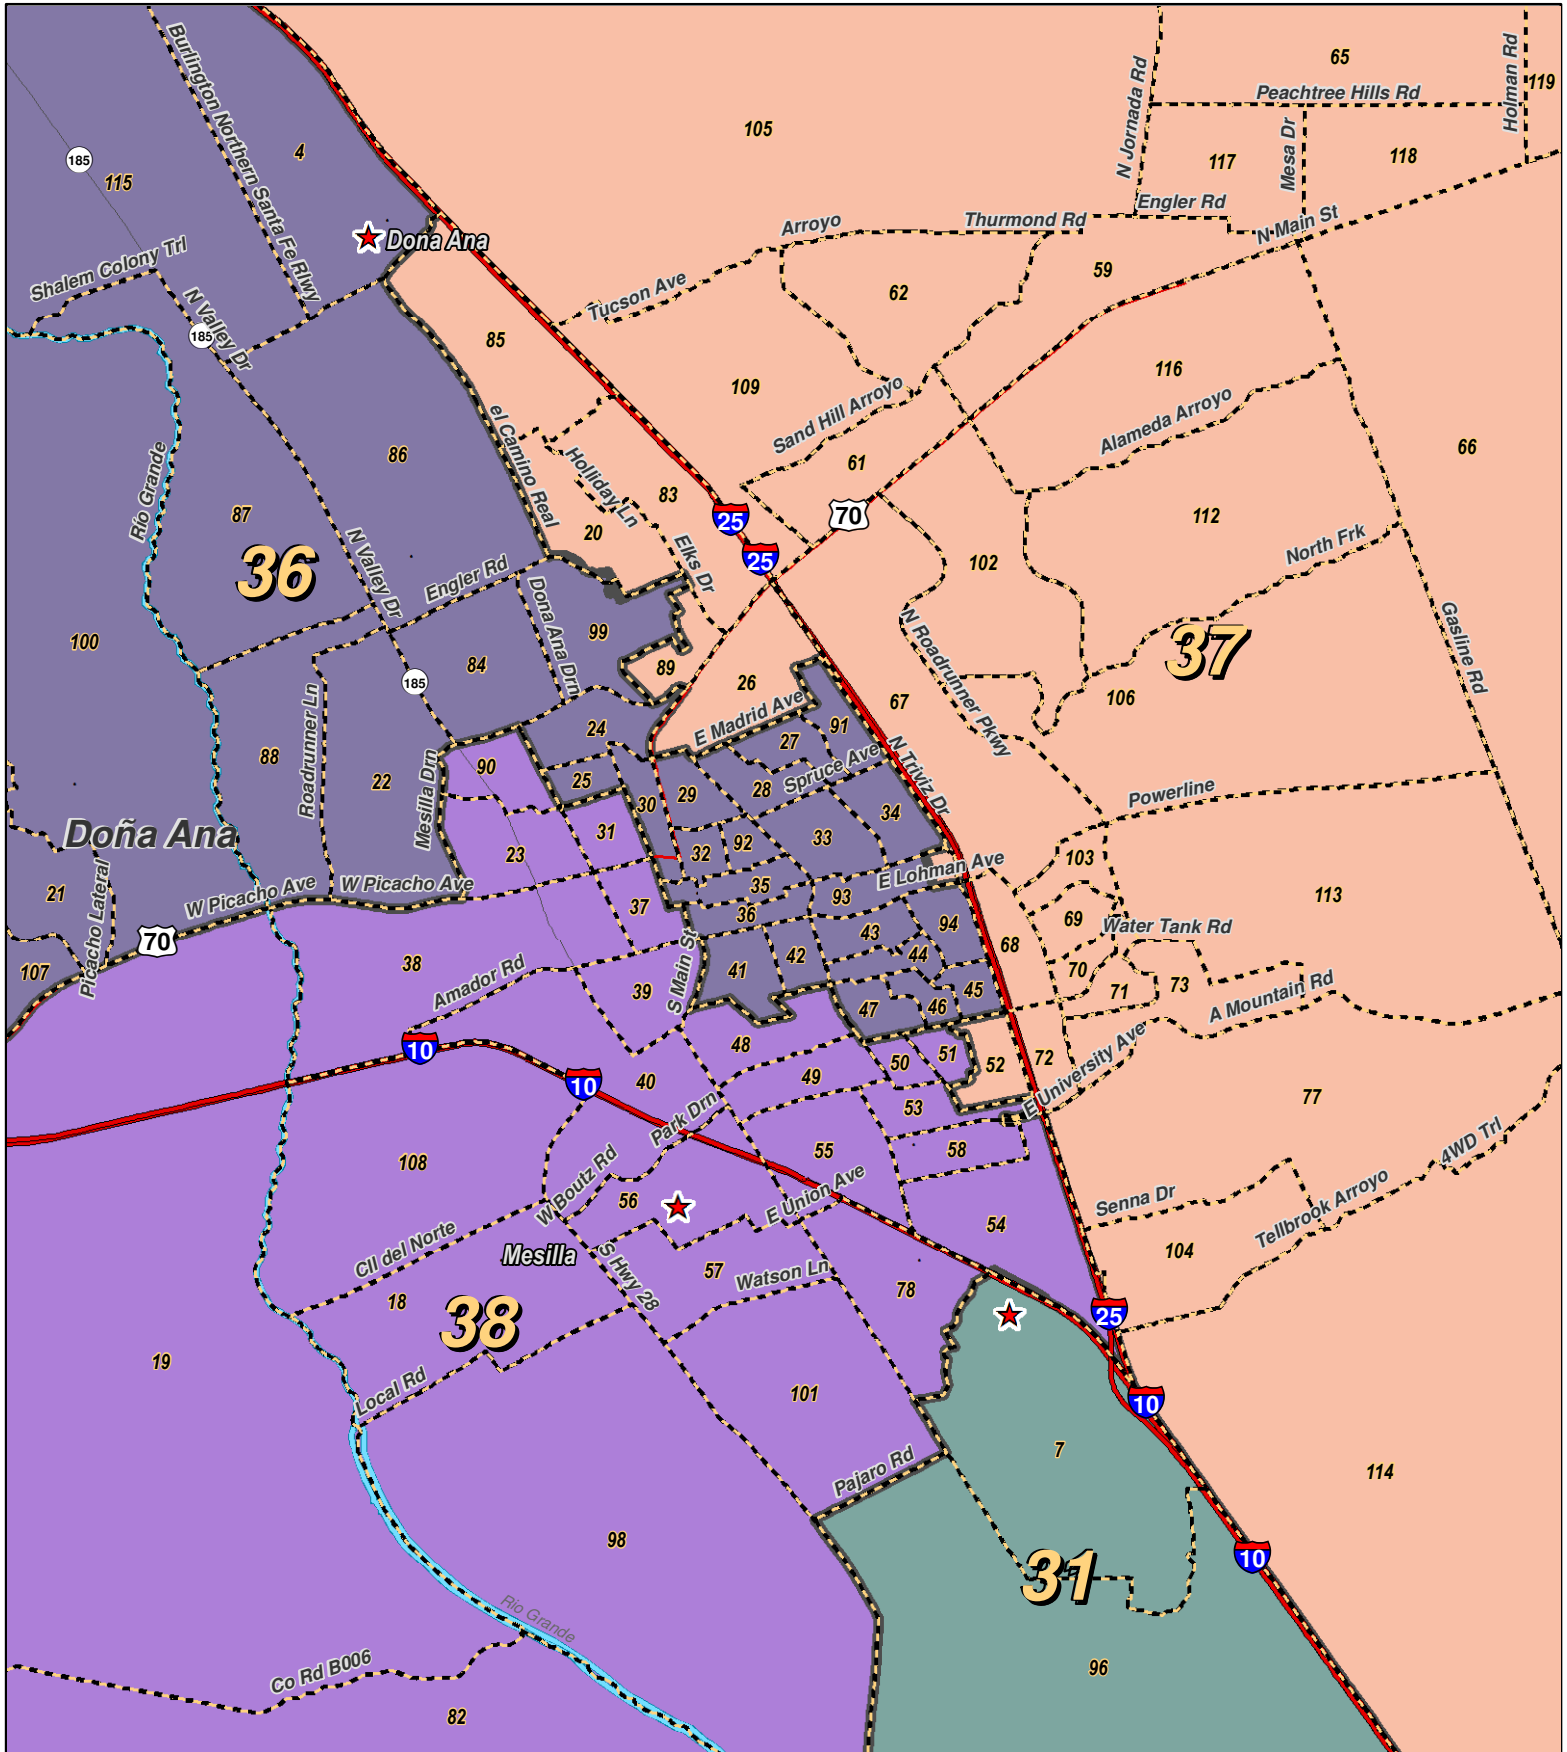 65
Holman Rd
119
Peachtree Hills Rd
N Jornada Rd
Burlington Northern Santa Fe Rlwy
4
105
117
Mesa Dr
118
185
115
Engler Rd
Dona Ana
Arroyo
Thurmond Rd
N Main St
Shalem Colony Trl
59
62
Tucson Ave
N Valley Dr
185
85
116
109
Sand Hill Arroyo
Alameda Arroyo
66
86
el Camino Real
61
Holliday Ln
83
Rio Grande
87
25
70
112
20
North Frk
36
N Valley Dr
Elks Dr
25
102
Engler Rd
Dona Ana Drn
N Roadrunner Pkwy
Gasline Rd
100
99
37
84
89
185
26
67
106
Roadrunner Ln
E Madrid Ave
24
91
27
88
Mesilla Drn
90
Spruce Ave
N Triviz Dr
22
25
28
29
Powerline
30
34
Doña Ana
31
33
92
23
32
103
E Lohman Ave
35
W Picacho Ave
W Picacho Ave
21
Picacho Lateral
93
113
37
36
69
94
Water Tank Rd
43
70
68
S Main St
42
44
38
107
41
70
Amador Rd
73
39
45
71
A Mountain Rd
46
47
10
48
51
E University Ave
50
52
72
49
10
40
77
53
Park Drn
4WD Trl
58
55
108
W Boutz Rd
E Union Ave
56
Senna Dr
Tellbrook Arroyo
54
Cll del Norte
104
Mesilla
S Hwy 28
57
Watson Ln
78
18
25
38
19
Local Rd
101
10
7
Pajaro Rd
114
98
10
31
Rio Grande
Co Rd B006
96
82